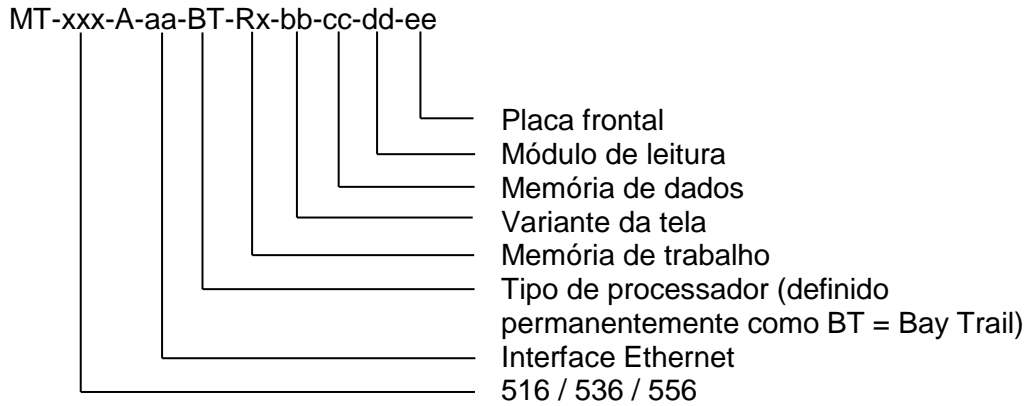 MT-xxx-A-aa-BT-Rx-bb-cc-dd-ee
Placa frontal
Módulo de leitura
Memória de dados
Variante da tela
Memória de trabalho
Tipo de processador (definido
permanentemente como BT = Bay Trail)
Interface Ethernet
516 / 536 / 556